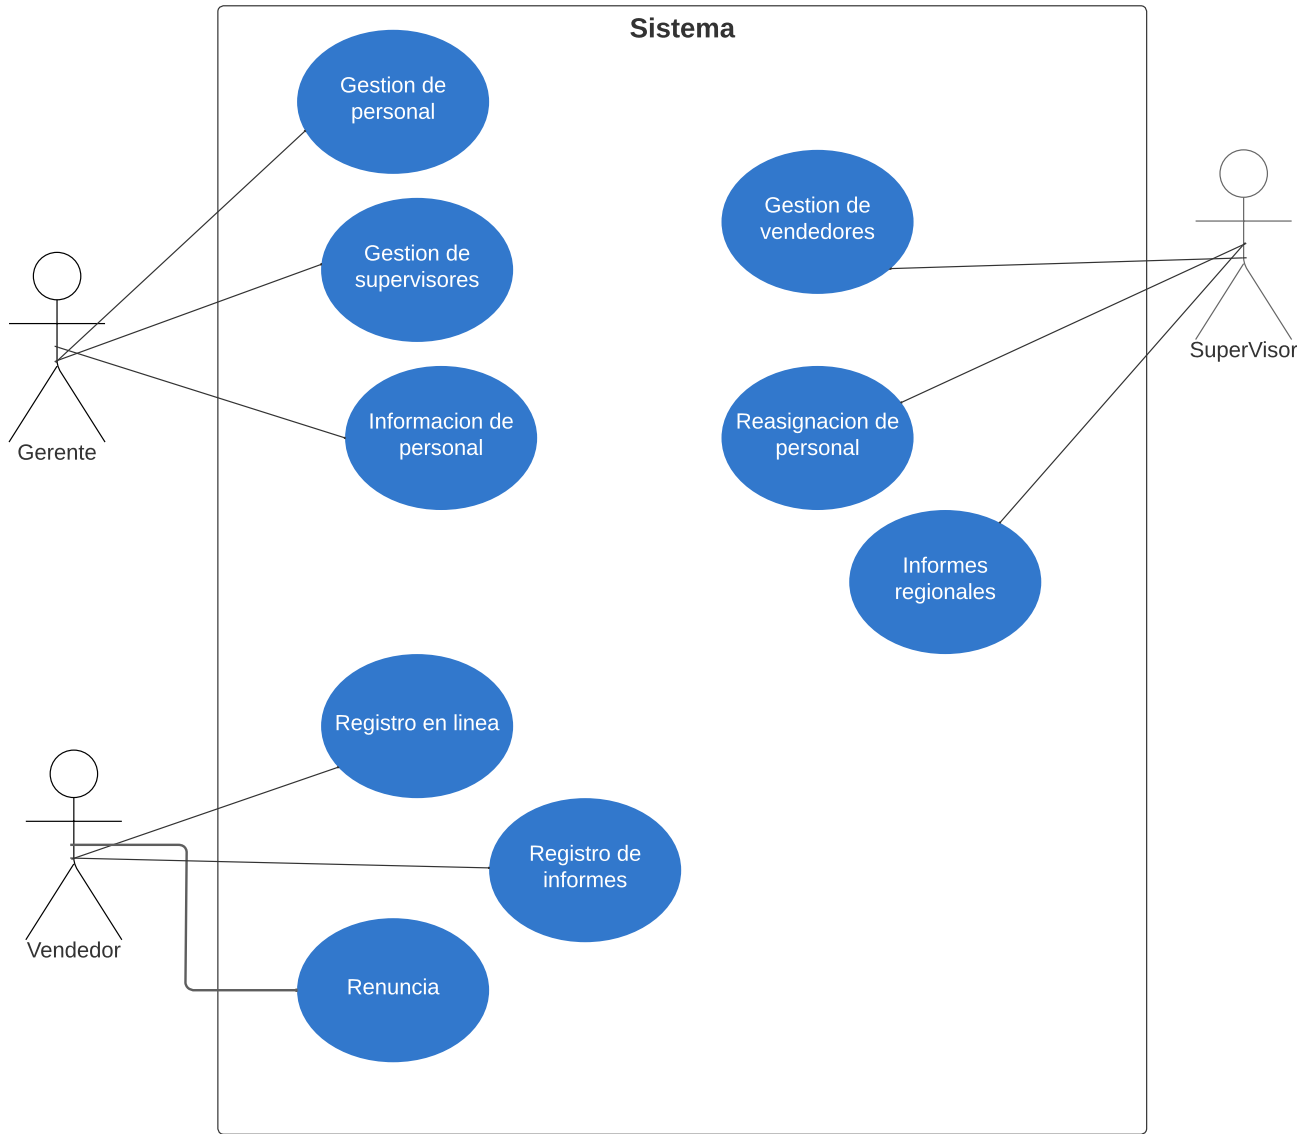 Sistema
Gestion de
personal
Gestion de
vendedores
Gestion de
supervisores
SuperVisor
Informacion de
personal
Reasignacion de
personal
Gerente
Informes
regionales
Registro en linea
Registro de
informes
Vendedor
Renuncia